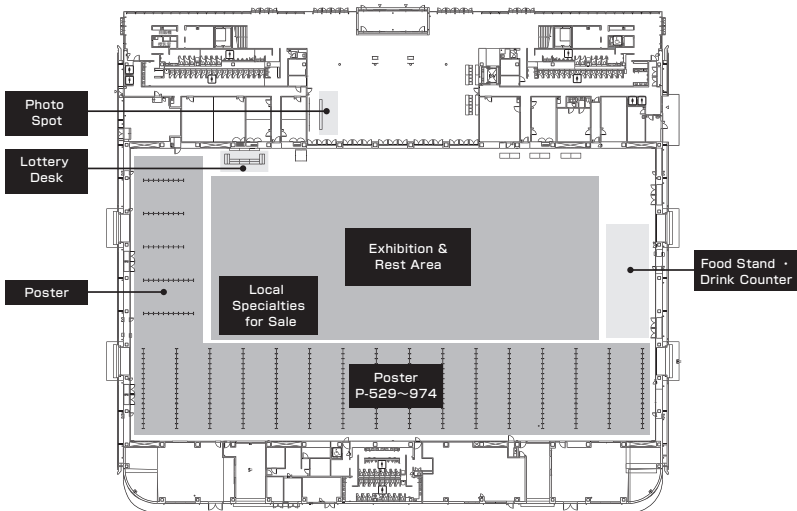 Photo
Spot
Lottery
Desk
Exhibition &
Rest Area
Food Stand ・
Drink Counter
Local
Specialties
for Sale
Poster
Poster
P-529～974